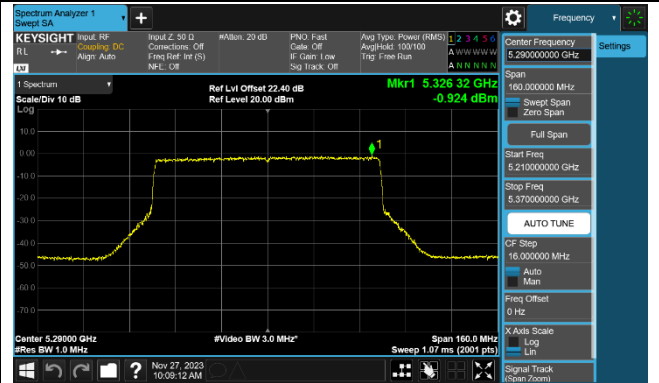 Spectrum Analyzer 1
Swept SA
Frequency
KEYSIGHT
RL
LXI
Input: RF
Coupling: DC
Align: Auto
Input Z: 50 Ω
Corrections: Off
Freq Ref: Int (S)
NFE: Off
#Atten: 20 dB
PNO: Fast
Gate: Off
IF Gain: Low
Sig Track: Off
Avg Type: Power (RMS)
Avg|Hold: 100/100
Trig: Free Run
1 2 3 4 5 6
A W W W W W
A N N N N N
1 Spectrum
Scale/Div 10 dB
Log
Ref Lvl Offset 22.40 dB
Ref Level 20.00 dBm
Mkr1 5.326 32 GHz
-0.924 dBm
10.0
0.00
-10.0
-20.0
-30.0
-40.0
-50.0
-60.0
-70.0
1
Center 5.29000 GHz
#Res BW 1.0 MHz
#Video BW 3.0 MHz*
Span 160.0 MHz
Sweep 1.07 ms (2001 pts)
Nov 27, 2023
10:09:12 AM
Center Frequency
5.290000000 GHz
Settings
Span
160.000000 MHz
Swept Span
Zero Span
Full Span
Start Freq
5.210000000 GHz
Stop Freq
5.370000000 GHz
AUTO TUNE
CF Step
16.000000 MHz
Auto
Man
Freq Offset
0 Hz
X Axis Scale
Log
Lin
Signal Track
(Span Zoom)